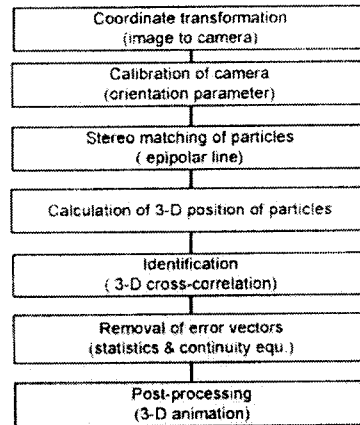 Coordinate transformation
(image to camera)
Calibration of camera
(orientation parameter)
Stereo matching of particles
( epipolar line)
Calculation of 3-D position of particles
Identification
( 3-D cross-correlation)
Removal of error vectors
(statistics & continuity equ.)
Post-processing
(3-D animation)